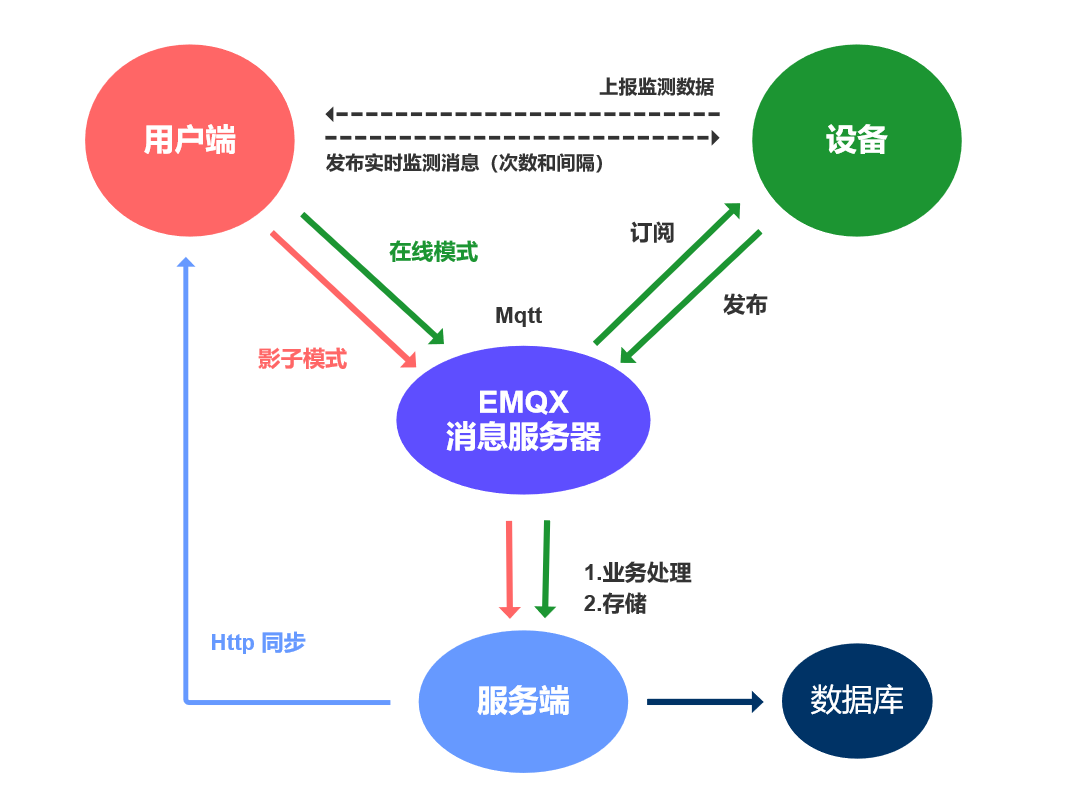 上报监测数据
用户端
设备
发布实时监测消息（次数和间隔）
订阅
在线模式
发布
Mqtt
影子模式
EMQX
消息服务器
1.业务处理
2.存储
Http 同步
服务端
数据库